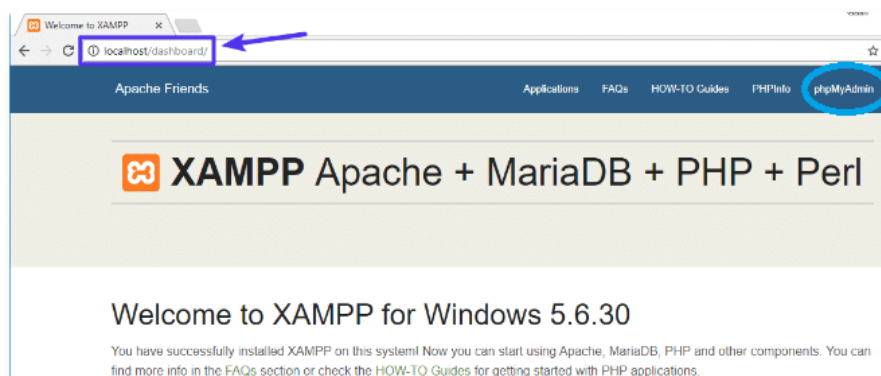 Welcome to XAMPP
localhost/dashboard/
Apache Friends
Applications FAQs HOW-TO Guides PHPInfo phpMyAdmin
XAMPP Apache + MariaDB + PHP + Perl
Welcome to XAMPP for Windows 5.6.30
You have successfully installed XAMPP on this system! Now you can start using Apache, MariaDB, PHP and other components. You can
find more info in the FAQs section or check the HOW-TO Guides for getting started with PHP applications.